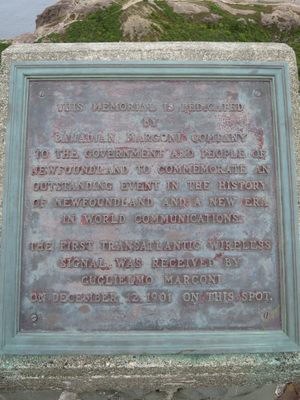 THIS MEMORIAL IS DEDICATED
BY
CANADIAN MARCONI COMPANY
TO THE GOVERNMENT AND PEOPLE OF
NEWFOUNDLAND TO COMMEMORATE AN
OUTSTANDING EVENT IN THE HISTORY
OF NEWFOUNDLAND AND A NEW ERA
IN WORLD COMMUNICATIONS.
THE FIRST TRANSATLANTIC WIRELESS
SIGNAL WAS RECEIVED BY
GUGLIELMO MARCONI
ON DECEMBER 12, 1901 ON THIS SPOT.